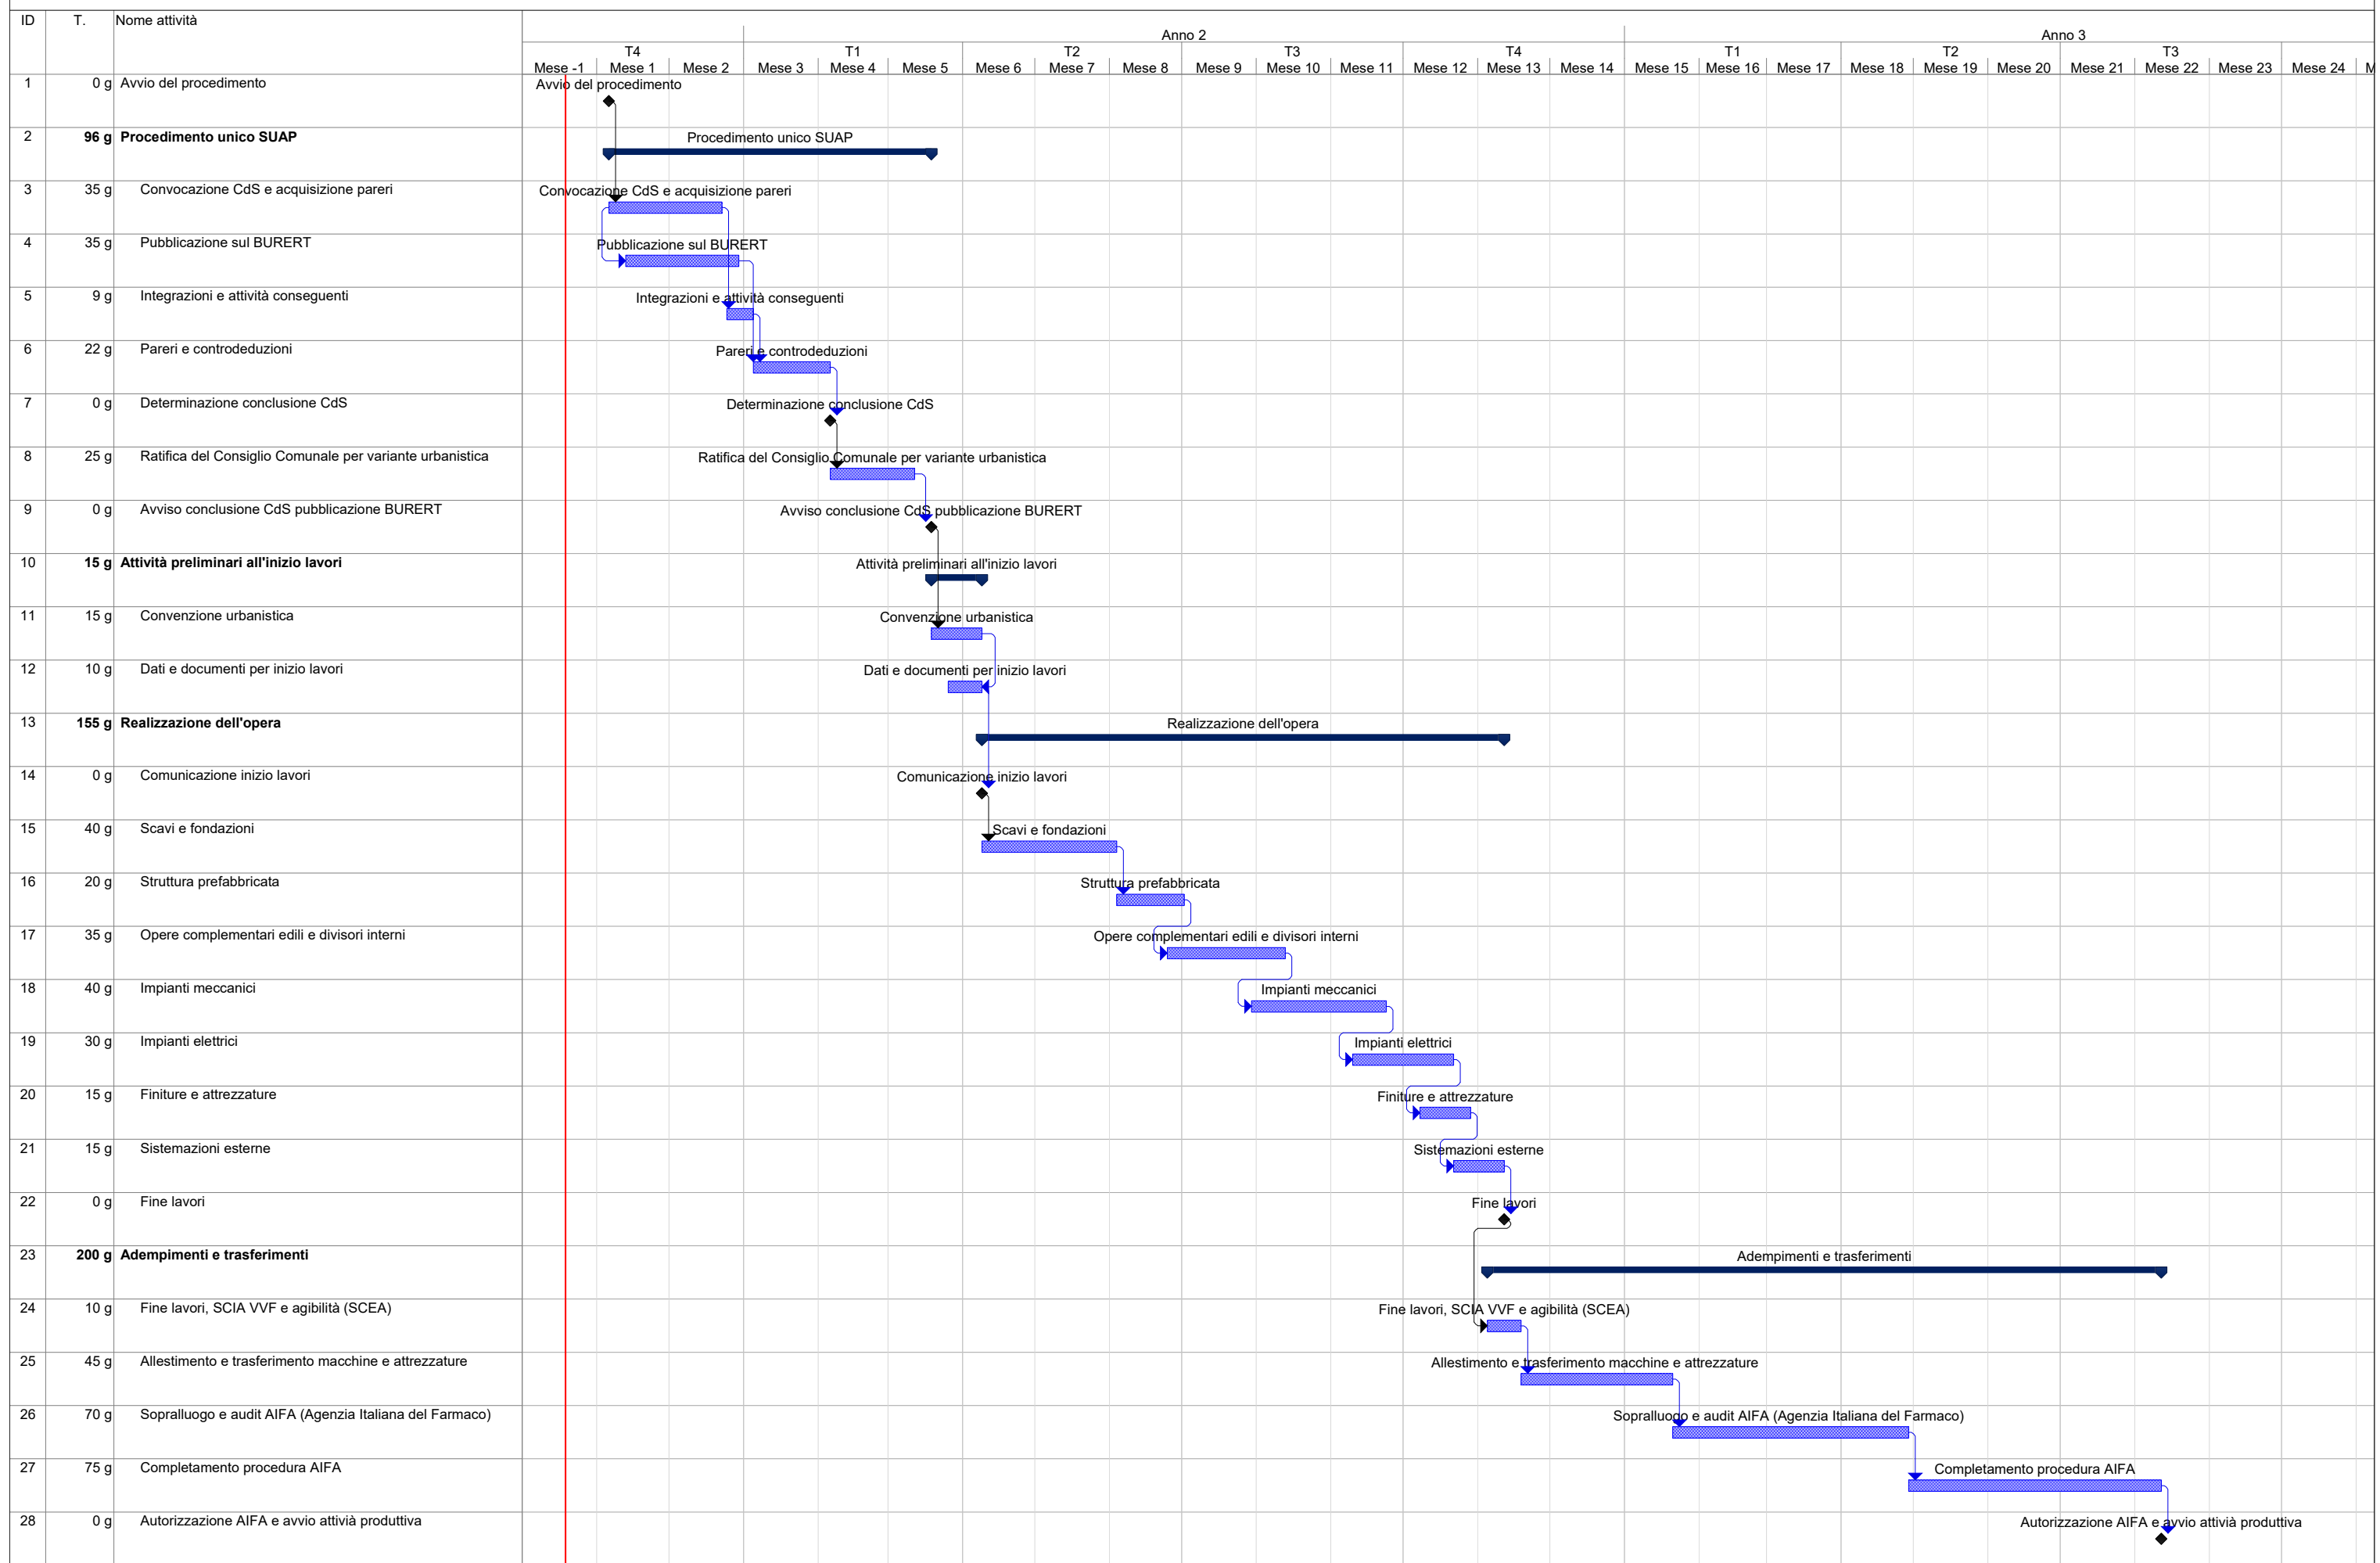 ID T. Nome attività
Anno 2 Anno 3
T4 T1 T2 T3 T4 T1 T2 T3
Mese -1 Mese 1 Mese 2 Mese 3 Mese 4 Mese 5 Mese 6 Mese 7 Mese 8 Mese 9 Mese 10 Mese 11 Mese 12 Mese 13 Mese 14 Mese 15 Mese 16 Mese 17 Mese 18 Mese 19 Mese 20 Mese 21 Mese 22 Mese 23 Mese 24 M
1 0 g Avvio del procedimento Avvio del procedimento
2 96 g Procedimento unico SUAP Procedimento unico SUAP
3 35 g Convocazione CdS e acquisizione pareri Convocazione CdS e acquisizione pareri
4 35 g Pubblicazione sul BURERT Pubblicazione sul BURERT
5 9 g Integrazioni e attività conseguenti Integrazioni e attività conseguenti
6 22 g Pareri e controdeduzioni Pareri e controdeduzioni
7 0 g Determinazione conclusione CdS Determinazione conclusione CdS
8 25 g Ratifica del Consiglio Comunale per variante urbanistica Ratifica del Consiglio Comunale per variante urbanistica
9 0 g Avviso conclusione CdS pubblicazione BURERT Avviso conclusione CdS pubblicazione BURERT
10 15 g Attività preliminari all'inizio lavori Attività preliminari all'inizio lavori
11 15 g Convenzione urbanistica Convenzione urbanistica
12 10 g Dati e documenti per inizio lavori Dati e documenti per inizio lavori
13 155 g Realizzazione dell'opera Realizzazione dell'opera
14 0 g Comunicazione inizio lavori Comunicazione inizio lavori
15 40 g Scavi e fondazioni Scavi e fondazioni
16 20 g Struttura prefabbricata Struttura prefabbricata
17 35 g Opere complementari edili e divisori interni Opere complementari edili e divisori interni
18 40 g Impianti meccanici Impianti meccanici
19 30 g Impianti elettrici Impianti elettrici
20 15 g Finiture e attrezzature Finiture e attrezzature
21 15 g Sistemazioni esterne Sistemazioni esterne
22 0 g Fine lavori Fine lavori
23 200 g Adempimenti e trasferimenti Adempimenti e trasferimenti
24 10 g Fine lavori, SCIA VVF e agibilità (SCEA) Fine lavori, SCIA VVF e agibilità (SCEA)
25 45 g Allestimento e trasferimento macchine e attrezzature Allestimento e trasferimento macchine e attrezzature
26 70 g Sopralluogo e audit AIFA (Agenzia Italiana del Farmaco) Sopralluogo e audit AIFA (Agenzia Italiana del Farmaco)
27 75 g Completamento procedura AIFA Completamento procedura AIFA
28 0 g Autorizzazione AIFA e avvio attivià produttiva Autorizzazione AIFA e avvio attivià produttiva